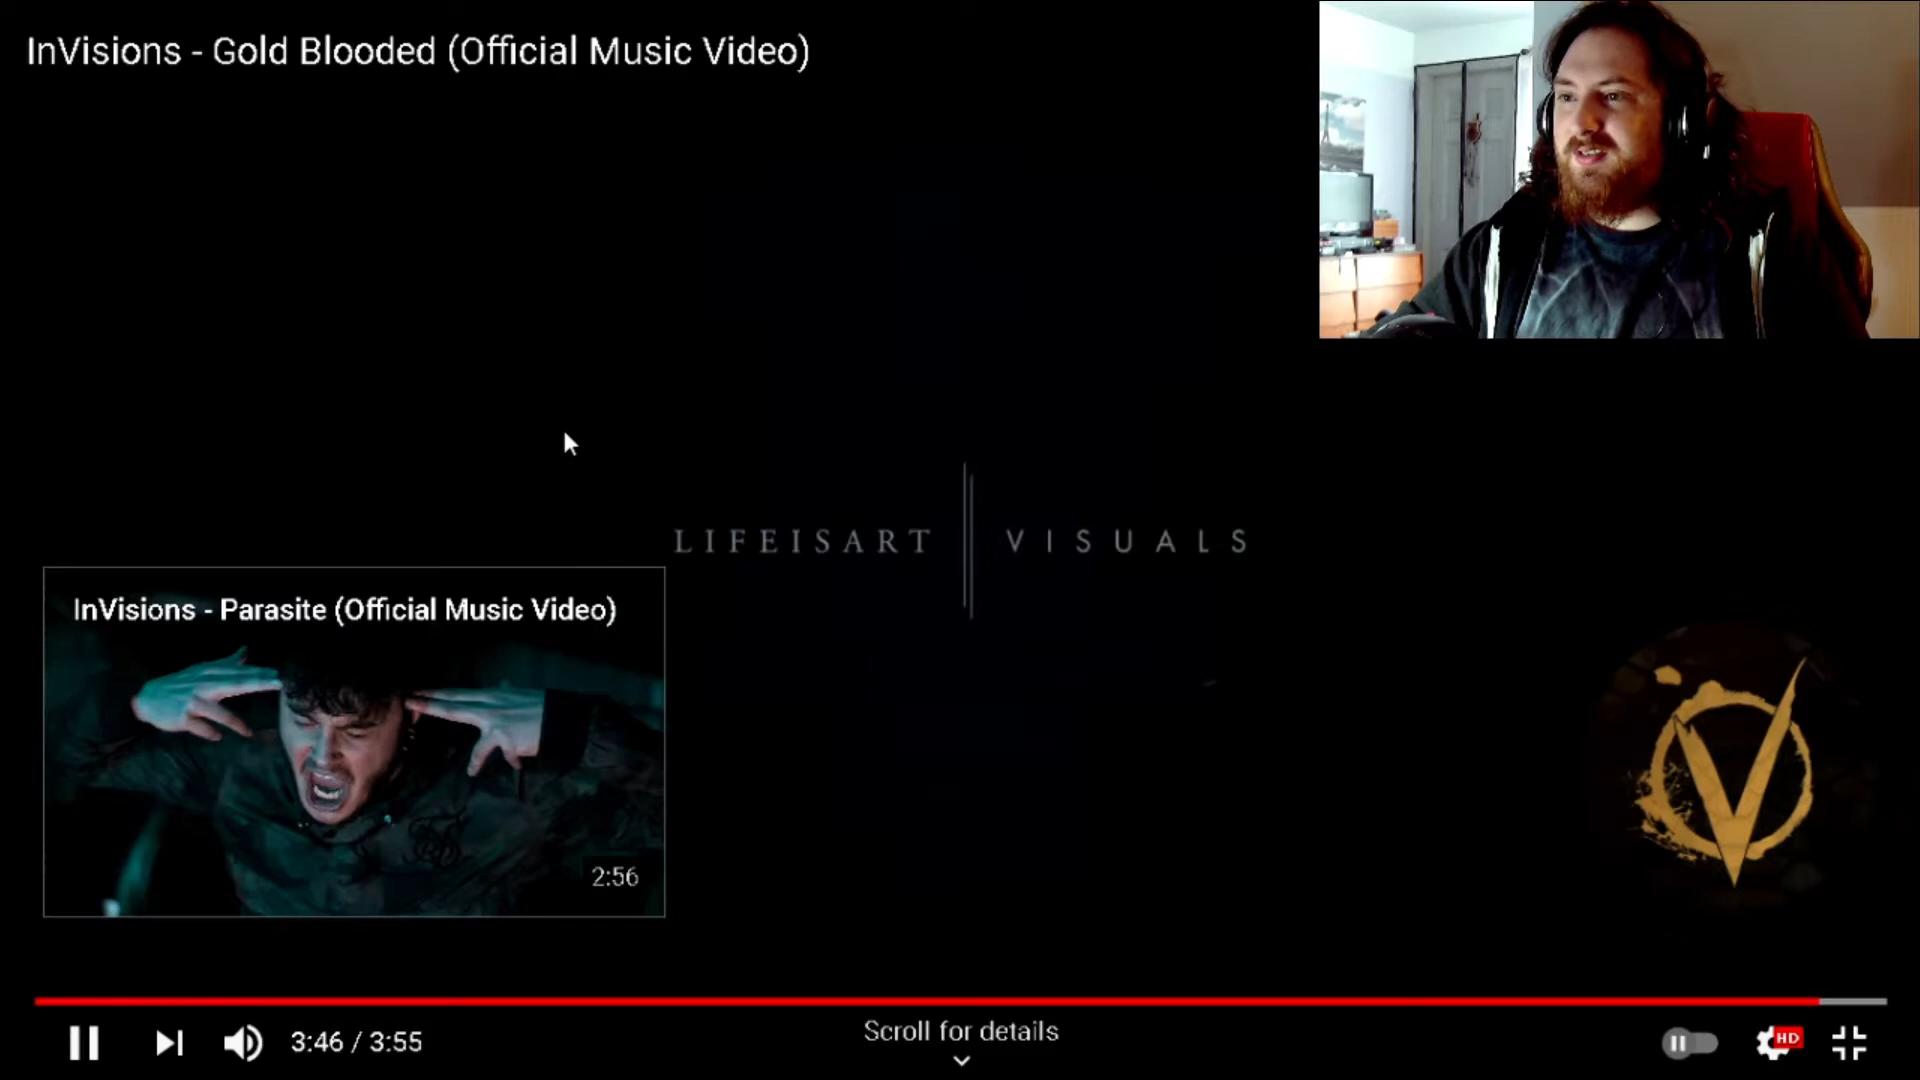 InVisions - Gold Blooded (Official Music Video)
LIFEISART VISUALS
InVisions - Parasite (Official Music Video)
2:56
V
3:46 / 3:55
Scroll for details
HD